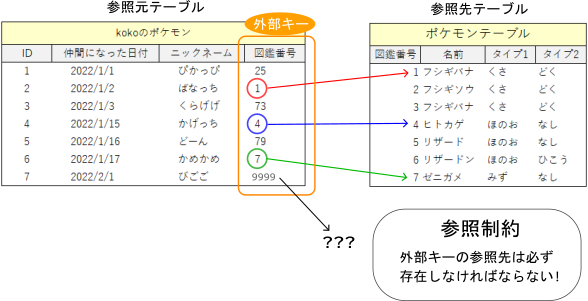 参照元テーブル
kokoのポケモン
外部キー
ID 仲間になった日付 ニックネーム 図鑑番号
1 2022/1/1 ぴかっぴ 25
2 2022/1/2 ばなっち 1
3 2022/1/3 くらげげ 73
4 2022/1/15 かげっち 4
5 2022/1/16 どーん 79
6 2022/1/17 かめかめ 7
7 2022/2/1 びごご 9999
???
参照先テーブル
ポケモンテーブル
図鑑番号 名前 タイプ1 タイプ2
1 フシギバナ くさ どく
2 フシギソウ くさ どく
3 フシギバナ くさ どく
4 ヒトカゲ ほのお なし
5 リザード ほのお なし
6 リザードン ほのお ひこう
7 ゼニガメ みず なし
参照制約
外部キーの参照先は必ず
存在しなければならない!